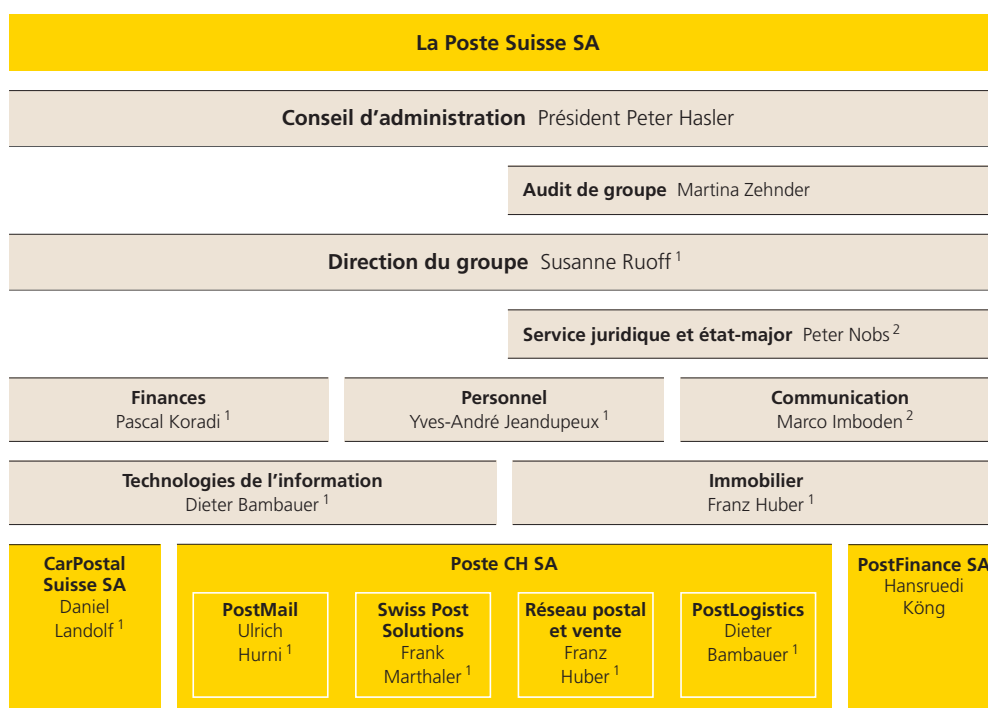 La Poste Suisse SA
Conseil d'administration Président Peter Hasler
Audit de groupe Martina Zehnder
Direction du groupe Susanne Ruoff 1
Service juridique et état-major Peter Nobs 2
Finances
Pascal Koradi 1
Personnel
Yves-André Jeandupeux 1
Communication
Marco Imboden 2
Technologies de l'information
Dieter Bambauer 1
Immobilier
Franz Huber 1
CarPostal
Suisse SA
Daniel
Landolf 1
Poste CH SA
PostMail
Ulrich
Hurni 1
Swiss Post
Solutions
Frank
Marthaler 1
Réseau postal
et vente
Franz
Huber 1
PostLogistics
Dieter
Bambauer 1
PostFinance SA
Hansruedi
Köng